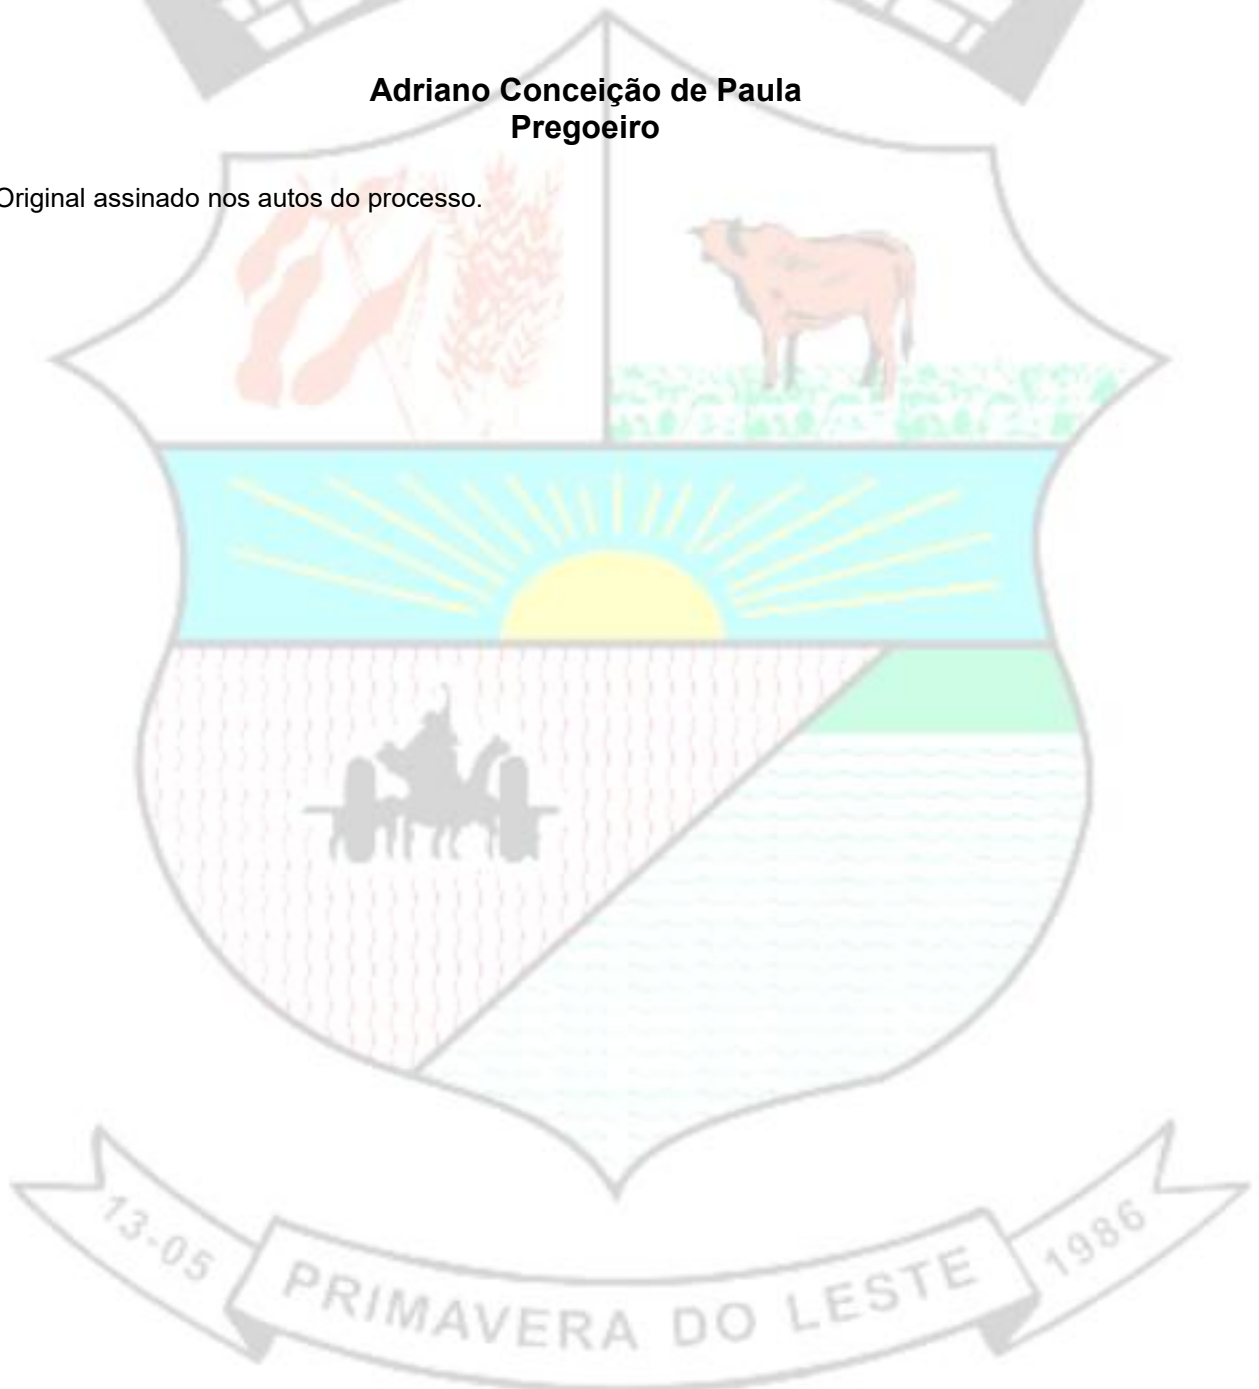 Adriano Conceição de Paula
Pregoeiro
Original assinado nos autos do processo.
13-05
PRIMAVERA DO LESTE
1986